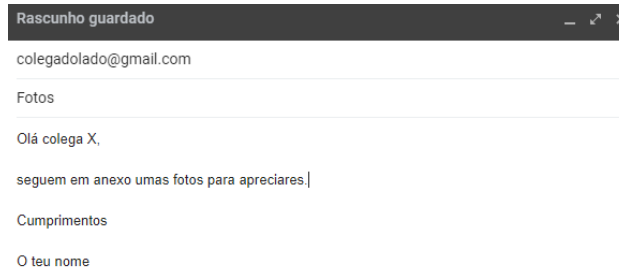 Rascunho guardado
colegadolado@gmail.com
Fotos
Olá colega X,
seguem em anexo umas fotos para apreciares.
Cumprimentos
O teu nome